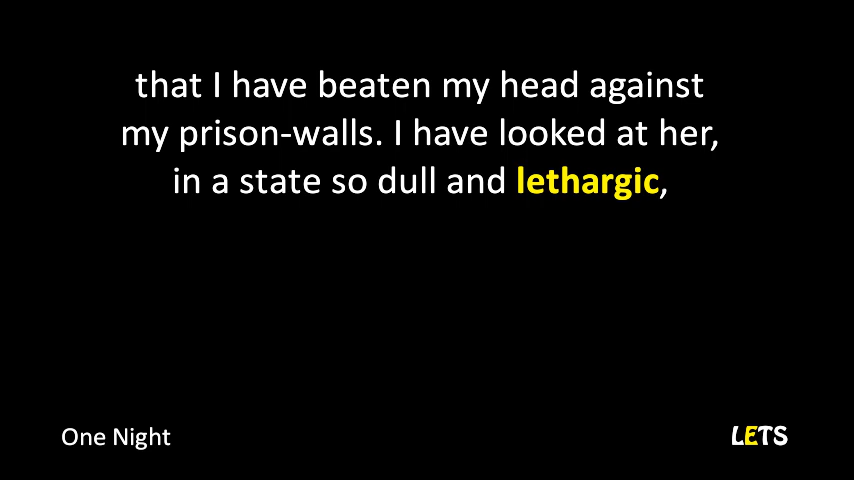 that I have beaten my head against
my prison-walls. I have looked at her,
in a state so dull and lethargic,
One Night
LETS